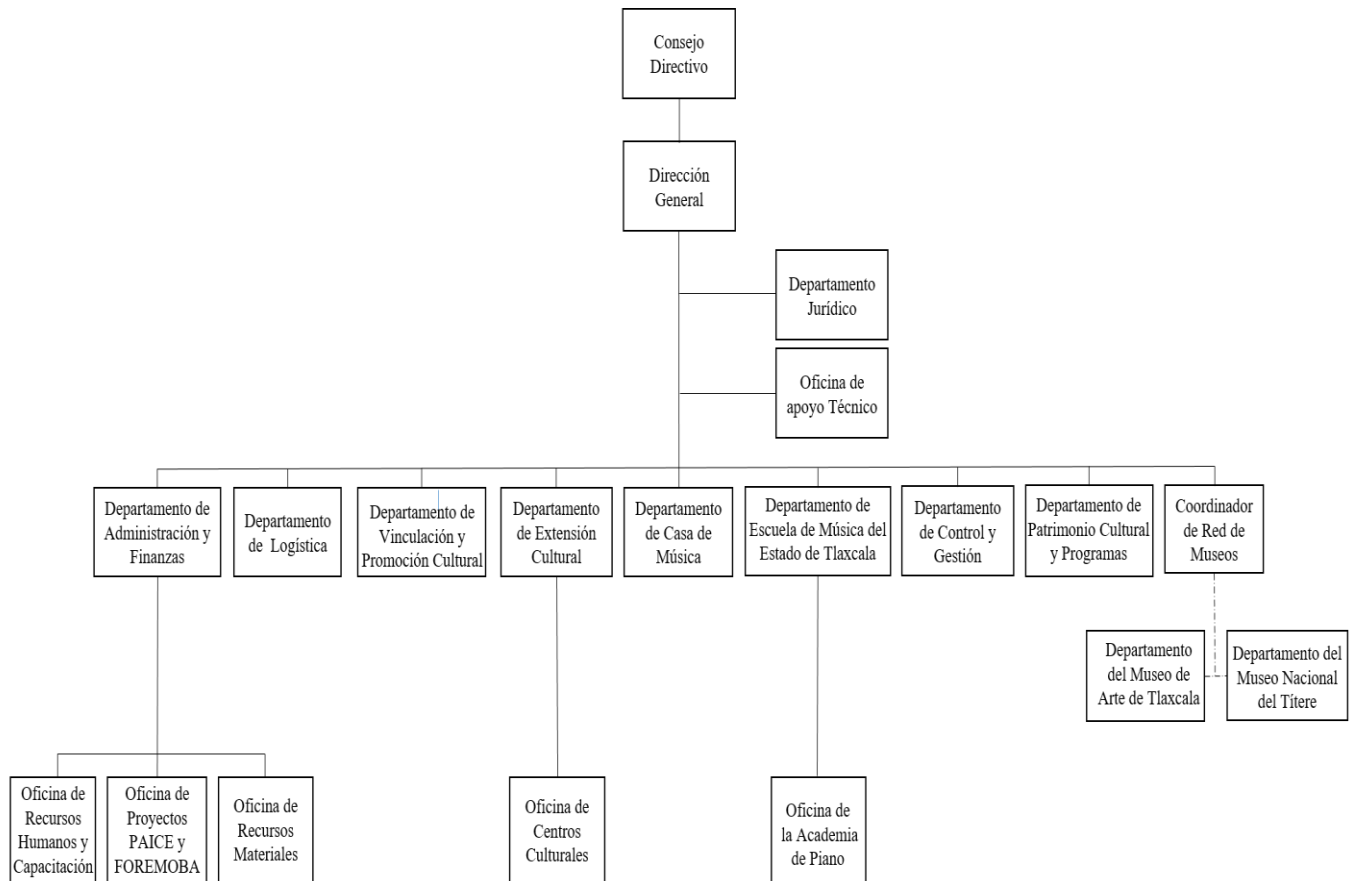 Consejo
Directivo
Dirección
General
Departamento
Jurídico
Oficina de
apoyo Técnico
Departamento de
Administración y
Finanzas
Departamento
de Logística
Departamento de
Vinculación y
Promoción Cultural
Departamento
de Extensión
Cultural
Departamento
de Casa de
Música
Departamento de
Escuela de Música del
Estado de Tlaxcala
Departamento
de Control y
Gestión
Departamento de
Patrimonio Cultural
y Programas
Coordinador
de Red de
Museos
Departamento
del Museo de
Arte de Tlaxcala
Departamento del
Museo Nacional
del Títere
Oficina de
Recursos
Humanos y
Capacitación
Oficina de
Proyectos
PAICE y
FOREMOBA
Oficina de
Recursos
Materiales
Oficina de
Centros
Culturales
Oficina de
la Academia
de Piano